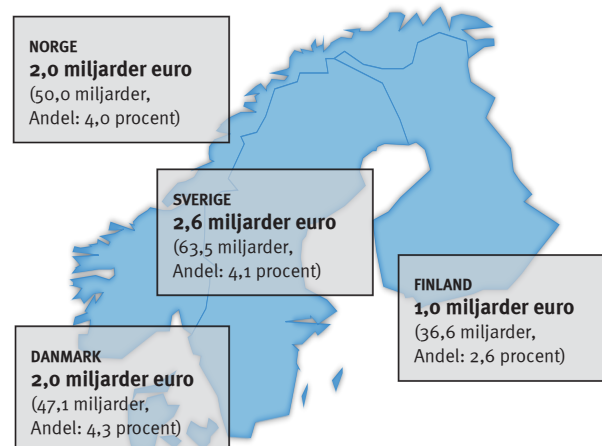 NORGE
2,0 miljarder euro
(50,0 miljarder,
Andel: 4,0 procent)
SVERIGE
2,6 miljarder euro
(63,5 miljarder,
Andel: 4,1 procent)
FINLAND
1,0 miljarder euro
(36,6 miljarder,
Andel: 2,6 procent)
DANMARK
2,0 miljarder euro
(47,1 miljarder,
Andel: 4,3 procent)